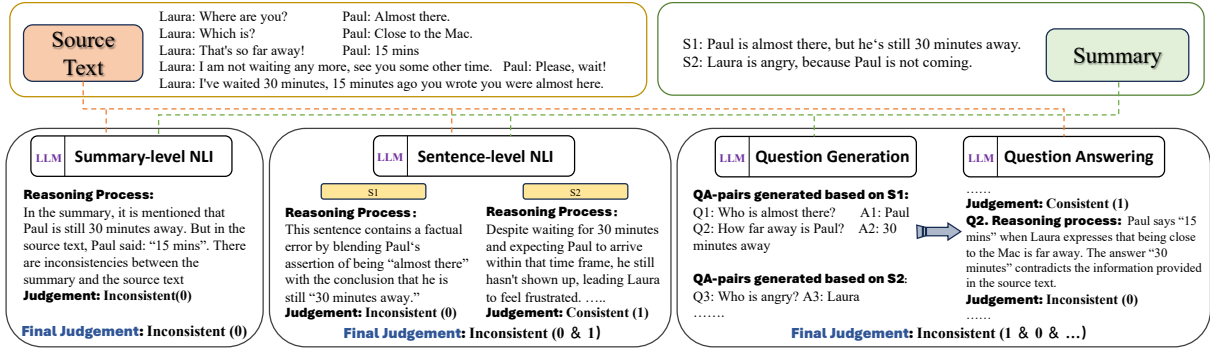 Source
Text
Laura: Where are you? Paul: Almost there.
Laura: Which is? Paul: Close to the Mac.
Laura: That's so far away! Paul: 15 mins
Laura: I am not waiting any more, see you some other time. Paul: Please, wait!
Laura: I've waited 30 minutes, 15 minutes ago you wrote you were almost here.
S1: Paul is almost there, but he's still 30 minutes away.
S2: Laura is angry, because Paul is not coming.
Summary
LLM Summary-level NLI
Reasoning Process:
In the summary, it is mentioned that
Paul is still 30 minutes away. But in the
source text, Paul said: “15 mins”. There
are inconsistencies between the
summary and the source text
Judgement: Inconsistent(0)
Final Judgement: Inconsistent (0)
LLM Sentence-level NLI
S1
Reasoning Process:
This sentence contains a factual
error by blending Paul's
assertion of being “almost there”
with the conclusion that he is
still “30 minutes away.”
Judgement: Inconsistent (0)
S2
Reasoning Process:
Despite waiting for 30 minutes
and expecting Paul to arrive
within that time frame, he still
hasn't shown up, leading Laura
to feel frustrated. …..
Judgement: Consistent (1)
Final Judgement: Inconsistent (0 & 1)
LLM Question Generation
QA-pairs generated based on S1:
Q1: Who is almost there? A1: Paul
Q2: How far away is Paul? A2: 30
minutes away
QA-pairs generated based on S2:
Q3: Who is angry? A3: Laura
…….
LLM Question Answering
……
Judgement: Consistent (1)
Q2. Reasoning process: Paul says “15
mins” when Laura expresses that being close
to the Mac is far away. The answer “30
minutes” contradicts the information provided
in the source text.
Judgement: Inconsistent (0)
……
Final Judgement: Inconsistent (1 & 0 & …)